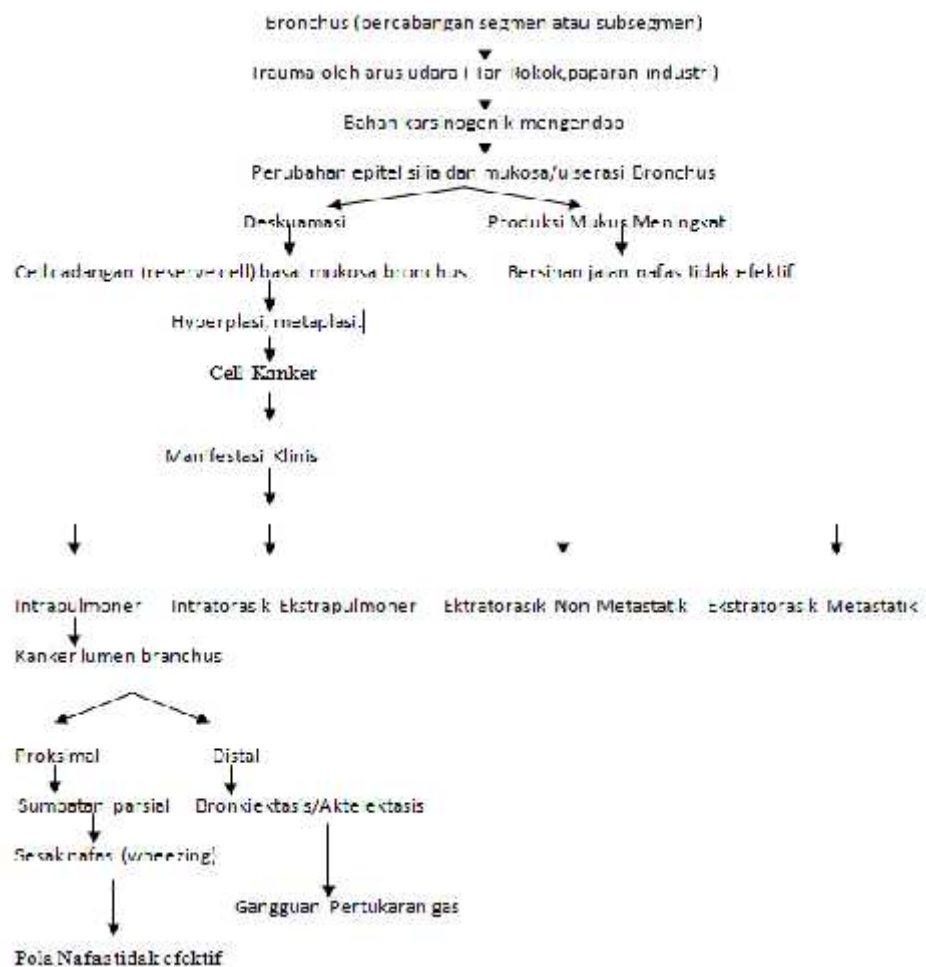 Bronchus (percabangan segmen atau subsegmen)
Trauma oleh arus udara ( Tar Rokok,paparan industri)
Bahan karsinogenik mengendap
Perubahan epitel silia dan mukosa/ulserasi Bronchus
Deskuamasi Produksi Mukus Meningkat
Cell cadangan (reserve cell) basal mukosa bronchus Bersihan jalan nafas tidak efektif
Hyperplasi, metaplasi
Cell Kanker
Manifestasi Klinis
Intrapulmoner Intratorasik Ekstrapulmoner Ektratorasik Non Metastatik Ekstratorasik Metastatik
Kanker lumen branchus
Proksimal Distal
Sumbatan parsial Bronkiektasis/Aktelektasis
Sesak nafas (wheezing)
Gangguan Pertukaran gas
Pola Nafas tidak efektif